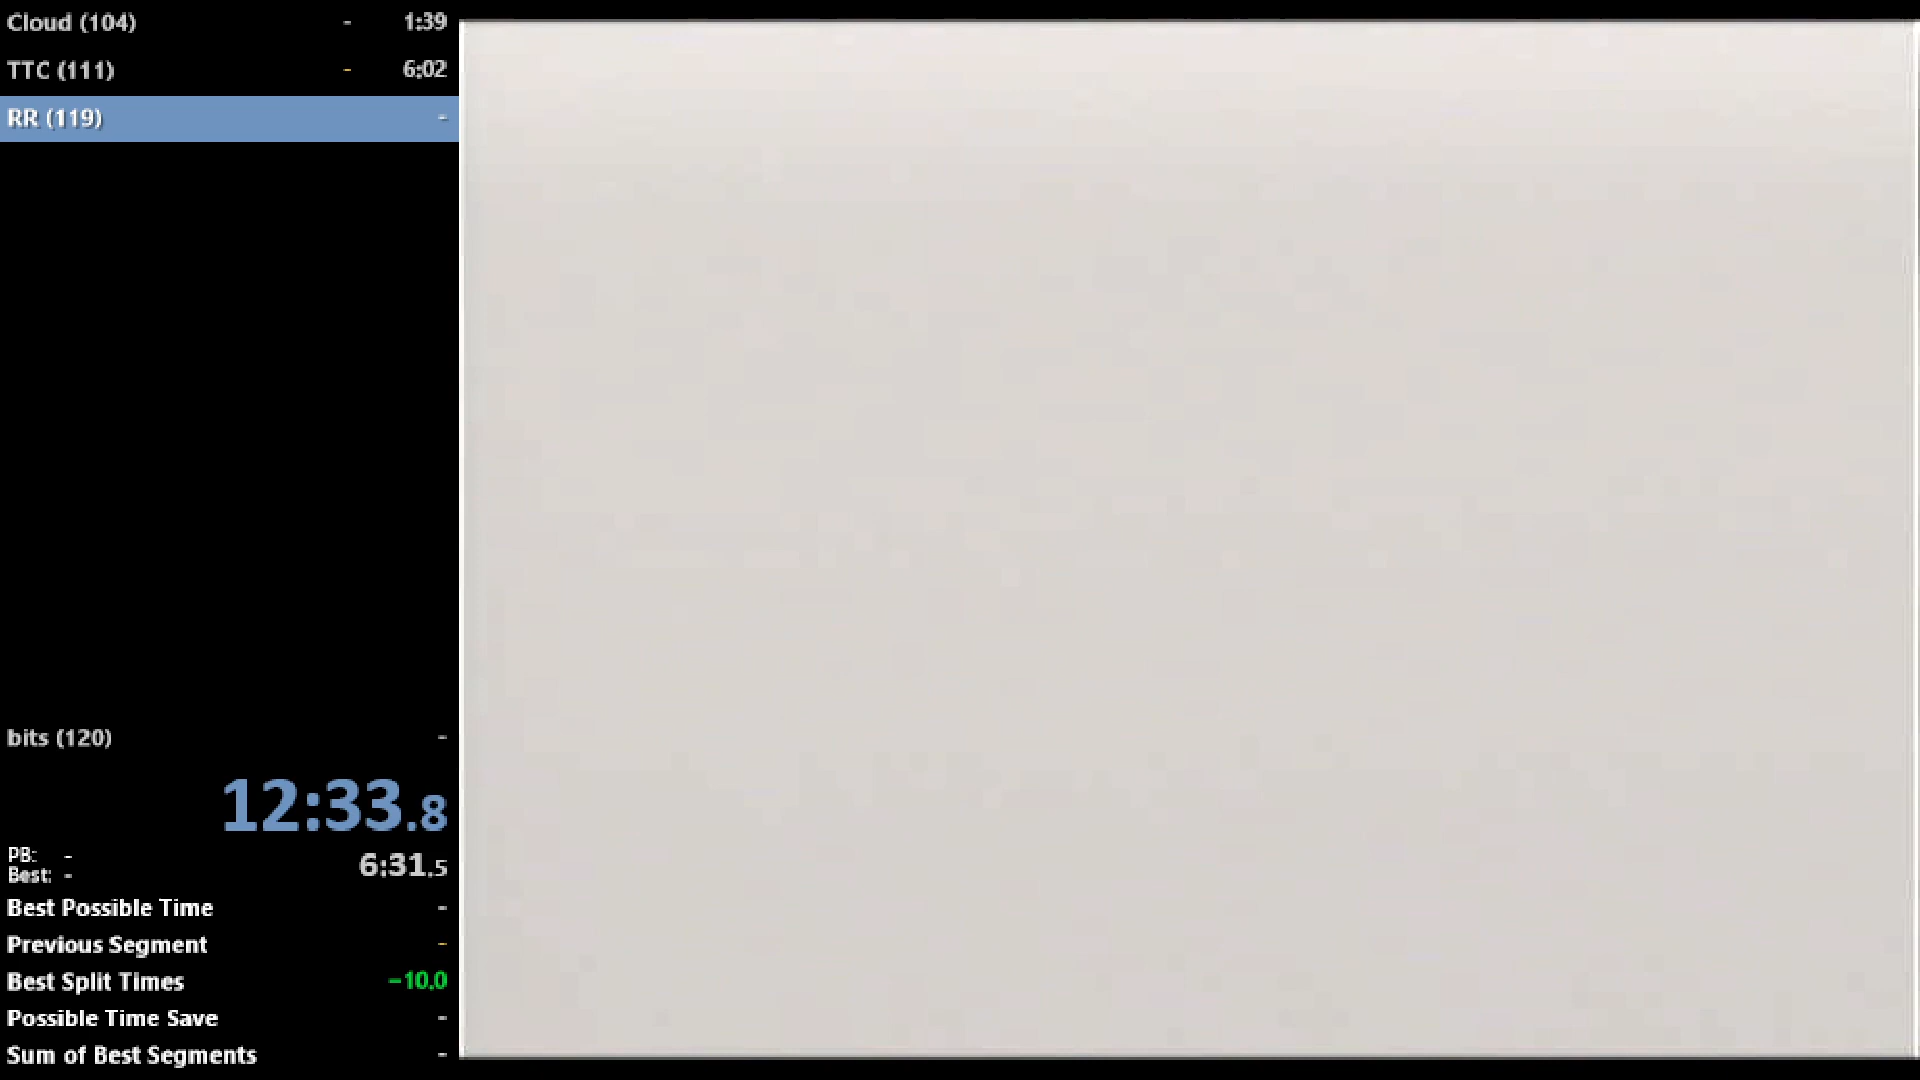 Cloud (104) - 1:39
TTC (111) - 6:02
RR (119) -
bits (120) -
12:33.8
PB: - 6:31.5
Best: -
Best Possible Time -
Previous Segment -
Best Split Times -10.0
Possible Time Save -
Sum of Best Segments -